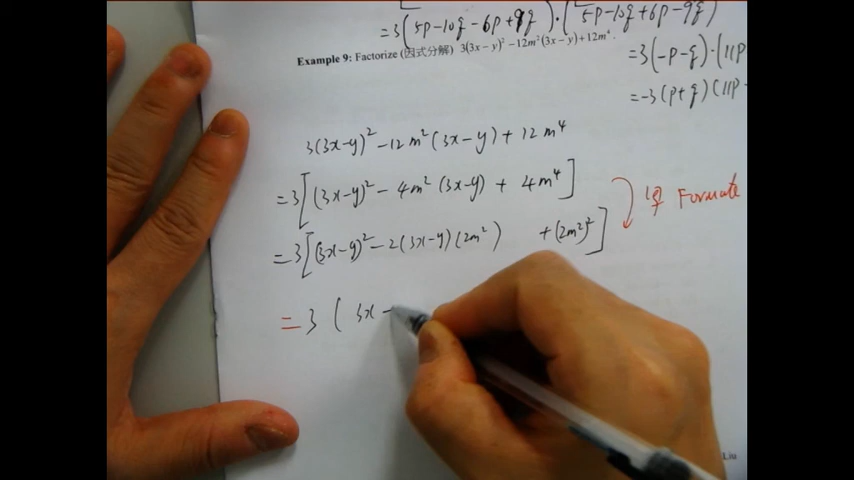 =3(5p-10q-6p+9q)·(5p-10q+6p-9q)
Example 9: Factorize (因式分解) 3(3x-y)²-12m²(3x-y)+12m⁴.
=3(-p-q)·(11p
=-3(p+q)(11p-
3(3x-y)²-12m²(3x-y)+12m⁴
=3[(3x-y)²-4m²(3x-y)+4m⁴]
=3[(3x-y)²-2(3x-y)(2m²) +(2m²)²]
Formate
=3(3x-
Liu